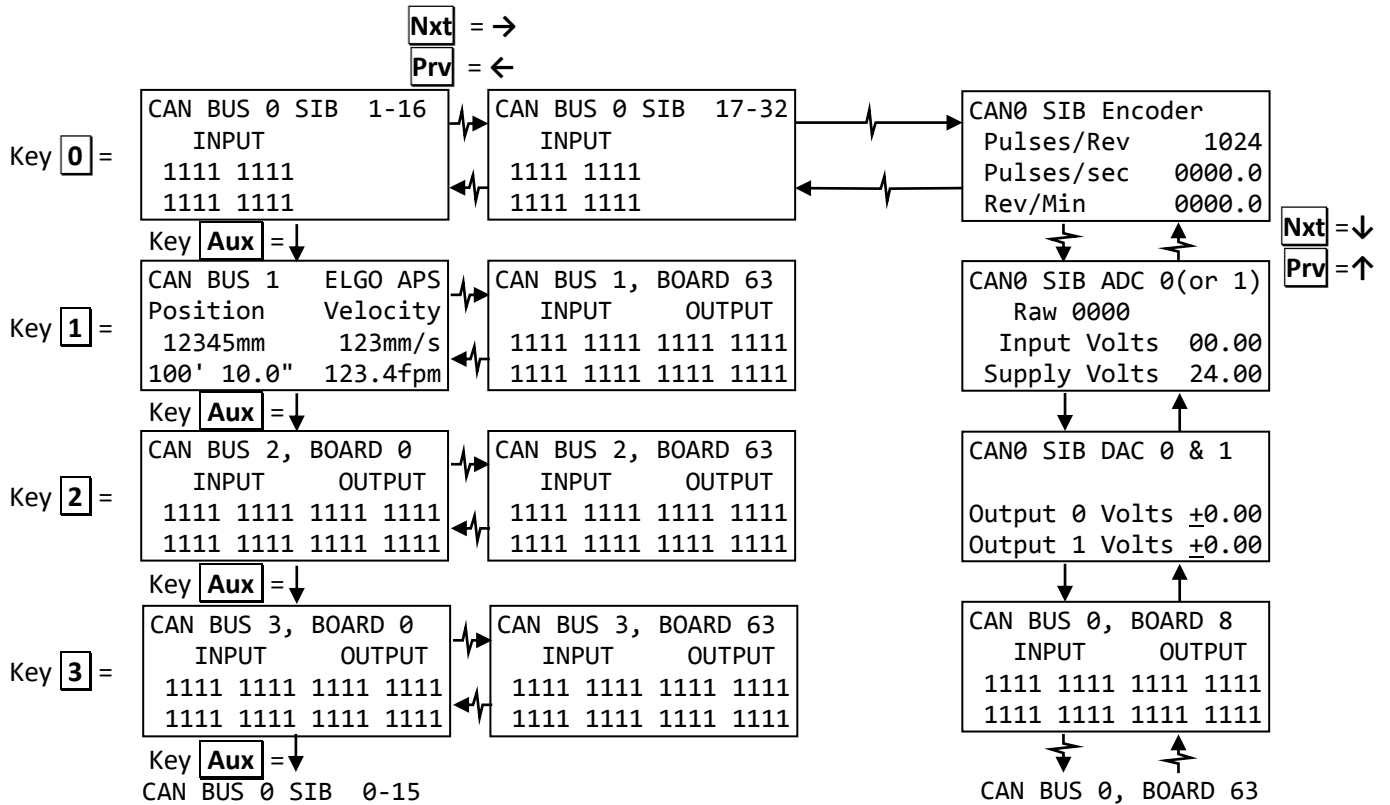 Nxt = →
Prv = ←
Key 0 =
CAN BUS 0 SIB 1-16
INPUT
1111 1111
1111 1111
CAN BUS 0 SIB 17-32
INPUT
1111 1111
1111 1111
CAN0 SIB Encoder
Pulses/Rev 1024
Pulses/sec 0000.0
Rev/Min 0000.0
Key Aux =
Nxt = ↓
Prv = ↑
Key 1 =
CAN BUS 1 ELGO APS
Position Velocity
12345mm 123mm/s
100' 10.0" 123.4fpm
CAN BUS 1, BOARD 63
INPUT OUTPUT
1111 1111 1111 1111
1111 1111 1111 1111
CAN0 SIB ADC 0(or 1)
Raw 0000
Input Volts 00.00
Supply Volts 24.00
Key Aux =
Key 2 =
CAN BUS 2, BOARD 0
INPUT OUTPUT
1111 1111 1111 1111
1111 1111 1111 1111
CAN BUS 2, BOARD 63
INPUT OUTPUT
1111 1111 1111 1111
1111 1111 1111 1111
CAN0 SIB DAC 0 & 1
Output 0 Volts +0.00
Output 1 Volts +0.00
Key Aux =
Key 3 =
CAN BUS 3, BOARD 0
INPUT OUTPUT
1111 1111 1111 1111
1111 1111 1111 1111
CAN BUS 3, BOARD 63
INPUT OUTPUT
1111 1111 1111 1111
1111 1111 1111 1111
CAN BUS 0, BOARD 8
INPUT OUTPUT
1111 1111 1111 1111
1111 1111 1111 1111
Key Aux =
CAN BUS 0 SIB 0-15
CAN BUS 0, BOARD 63